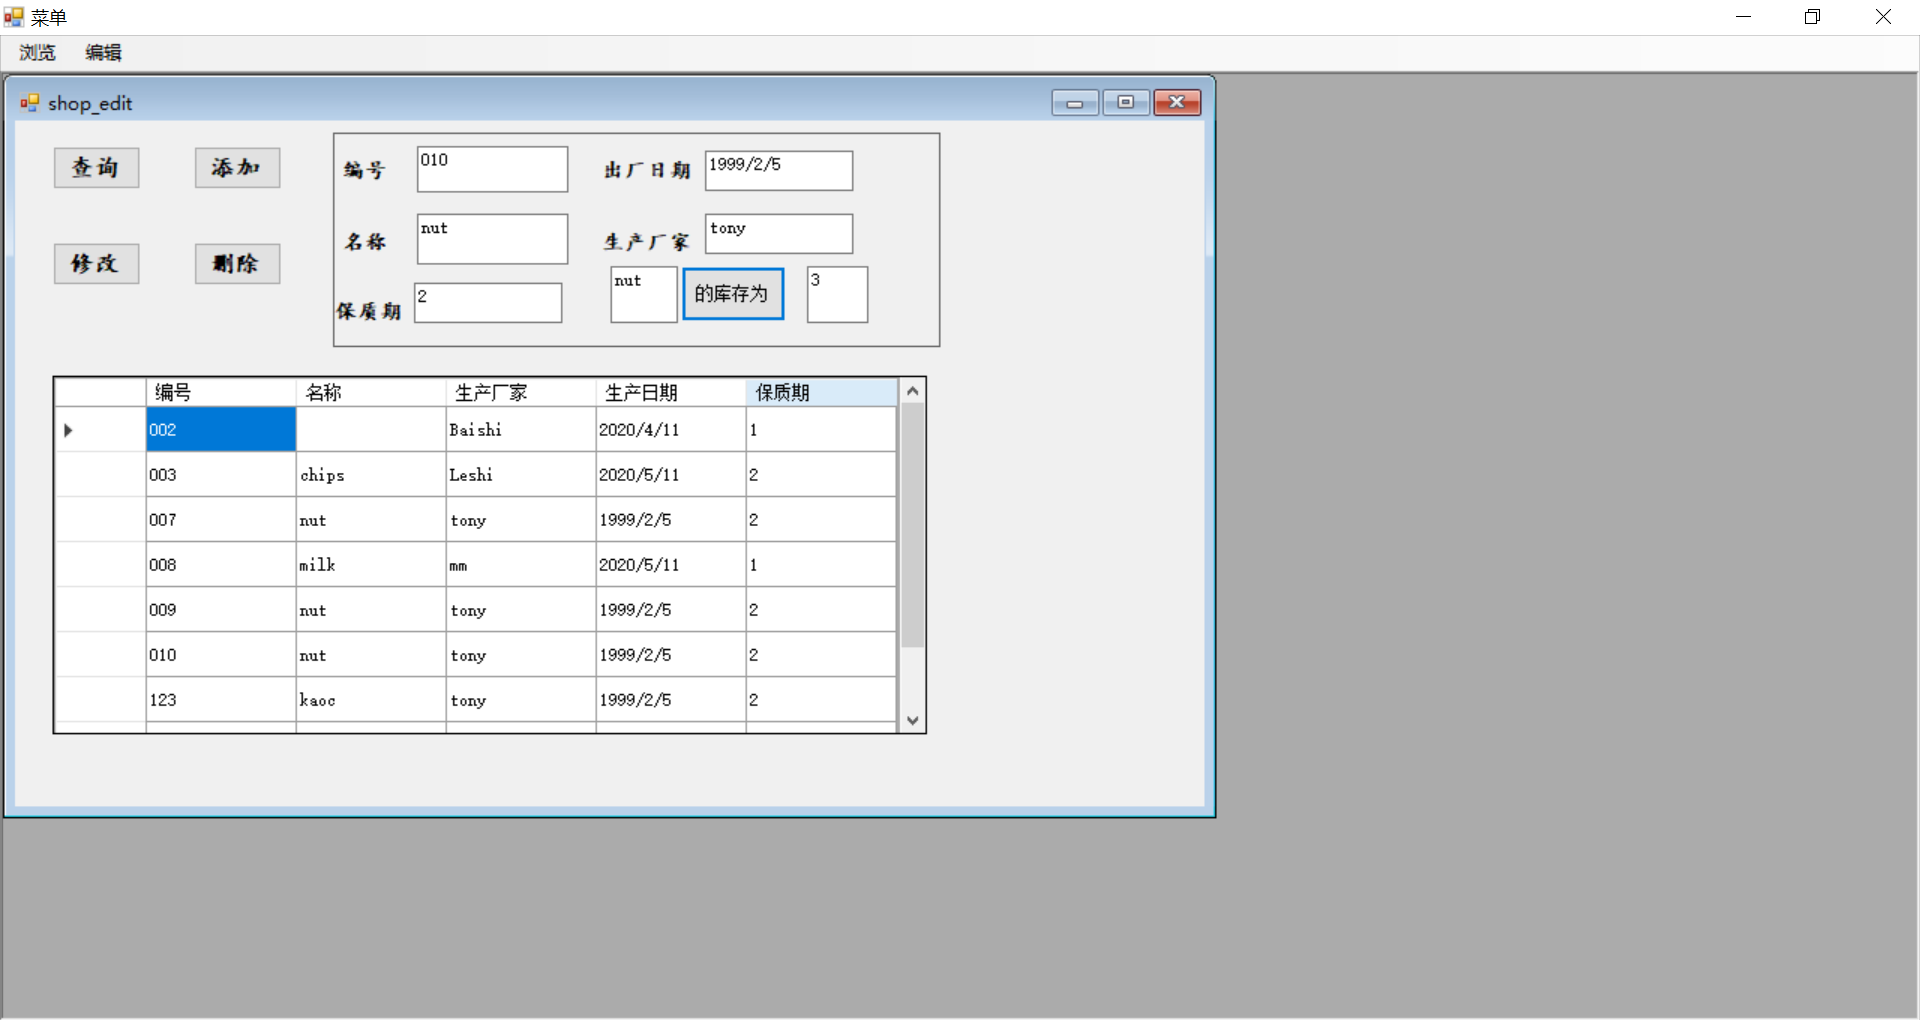 菜单
浏览 编辑
shop_edit
查询 添加
编号 010 出厂日期 1999/2/5
名称 nut 生产厂家 tony
修改 删除
保质期 2 nut 的库存为 3
编号 名称 生产厂家 生产日期 保质期
002 Baishi 2020/4/11 1
003 chips Leshi 2020/5/11 2
007 nut tony 1999/2/5 2
008 milk mm 2020/5/11 1
009 nut tony 1999/2/5 2
010 nut tony 1999/2/5 2
123 kaoc tony 1999/2/5 2